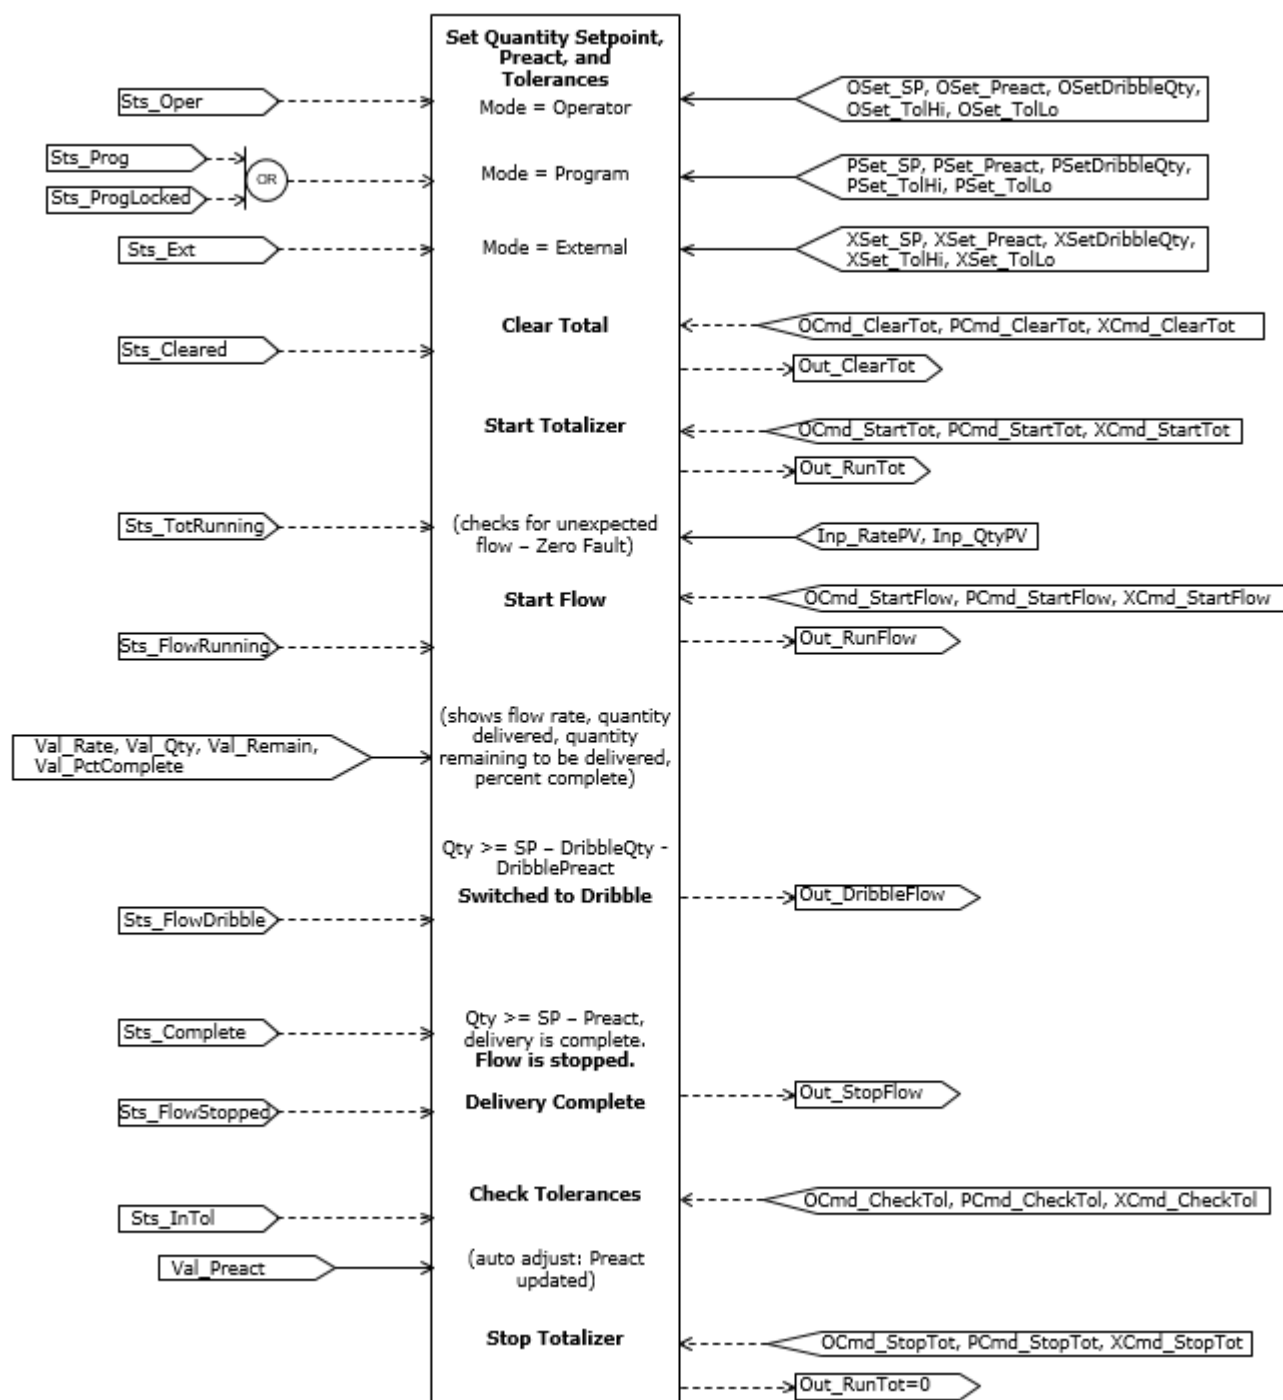 Set Quantity Setpoint,
Preact, and
Tolerances
Sts_Oper
Mode = Operator
OSet_SP, OSet_Preact, OSetDribbleQty,
OSet_TolHi, OSet_TolLo
Sts_Prog
Sts_ProgLocked
OR
Mode = Program
PSet_SP, PSet_Preact, PSetDribbleQty,
PSet_TolHi, PSet_TolLo
Sts_Ext
Mode = External
XSet_SP, XSet_Preact, XSetDribbleQty,
XSet_TolHi, XSet_TolLo
Clear Total
OCmd_ClearTot, PCmd_ClearTot, XCmd_ClearTot
Sts_Cleared
Out_ClearTot
Start Totalizer
OCmd_StartTot, PCmd_StartTot, XCmd_StartTot
Out_RunTot
Sts_TotRunning
(checks for unexpected
flow – Zero Fault)
Inp_RatePV, Inp_QtyPV
Start Flow
OCmd_StartFlow, PCmd_StartFlow, XCmd_StartFlow
Sts_FlowRunning
Out_RunFlow
Val_Rate, Val_Qty, Val_Remain,
Val_PctComplete
(shows flow rate, quantity
delivered, quantity
remaining to be delivered,
percent complete)
Qty >= SP – DribbleQty -
DribblePreact
Switched to Dribble
Out_DribbleFlow
Sts_FlowDribble
Sts_Complete
Qty >= SP – Preact,
delivery is complete.
Flow is stopped.
Sts_FlowStopped
Delivery Complete
Out_StopFlow
Check Tolerances
OCmd_CheckTol, PCmd_CheckTol, XCmd_CheckTol
Sts_InTol
Val_Preact
(auto adjust: Preact
updated)
Stop Totalizer
OCmd_StopTot, PCmd_StopTot, XCmd_StopTot
Out_RunTot=0